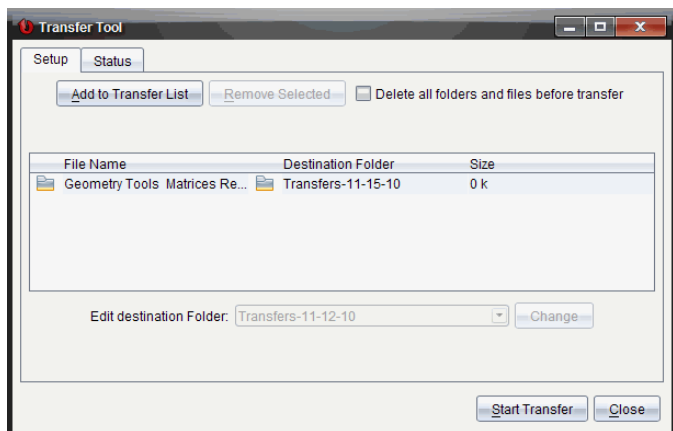 Transfer Tool
Setup Status
Add to Transfer List Remove Selected Delete all folders and files before transfer
File Name Destination Folder Size
Geometry Tools Matrices Re... Transfers-11-15-10 0 k
Edit destination Folder: Transfers-11-12-10 Change
Start Transfer Close